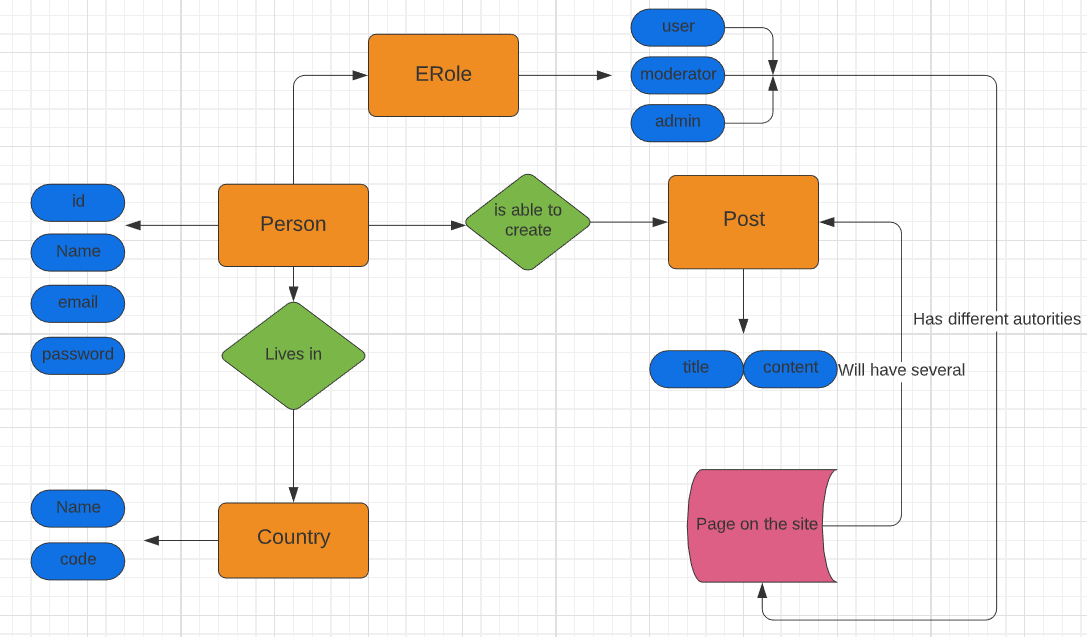 user
ERole
moderator
admin
id
Name
email
password
Person
is able to
create
Post
Has different autorities
Lives in
title
content
Will have several
Name
code
Country
Page on the site